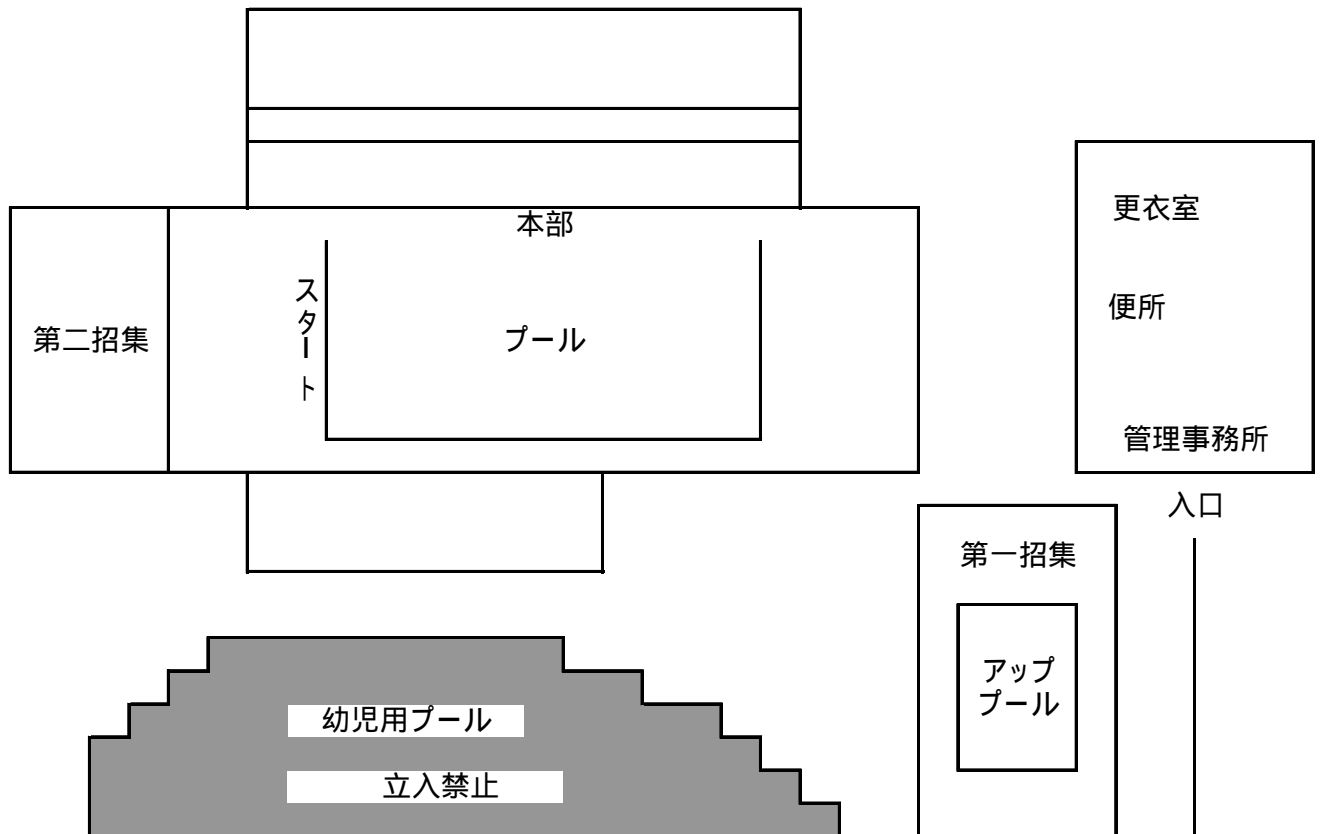 本部
更衣室
スタート
プール
便所
第二招集
管理事務所
入口
第一招集
アップ
プール
幼児用プール
立入禁止